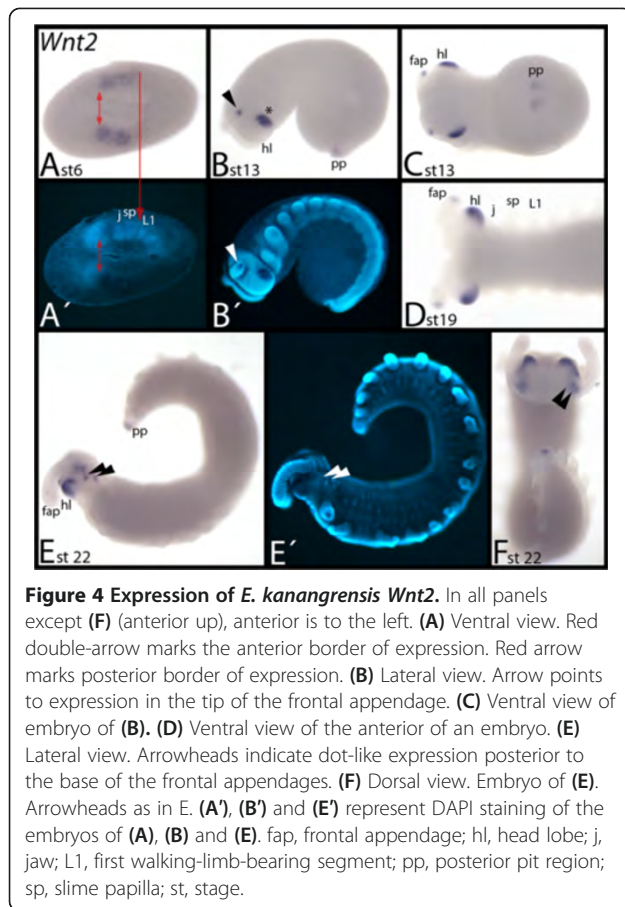 Wnt2
fap hl
pp
*
hl
pp
A st6
B st13
C st13
j sp L1
fap hl j sp L1
A′
B′
D st19
pp
fap hl
E st 22
E′
F st 22
Figure 4 Expression of E. kanangrensis Wnt2. In all panels
except (F) (anterior up), anterior is to the left. (A) Ventral view. Red
double-arrow marks the anterior border of expression. Red arrow
marks posterior border of expression. (B) Lateral view. Arrow points
to expression in the tip of the frontal appendage. (C) Ventral view of
embryo of (B). (D) Ventral view of the anterior of an embryo. (E)
Lateral view. Arrowheads indicate dot-like expression posterior to
the base of the frontal appendages. (F) Dorsal view. Embryo of (E).
Arrowheads as in E. (A’), (B’) and (E’) represent DAPI staining of the
embryos of (A), (B) and (E). fap, frontal appendage; hl, head lobe; j,
jaw; L1, first walking-limb-bearing segment; pp, posterior pit region;
sp, slime papilla; st, stage.